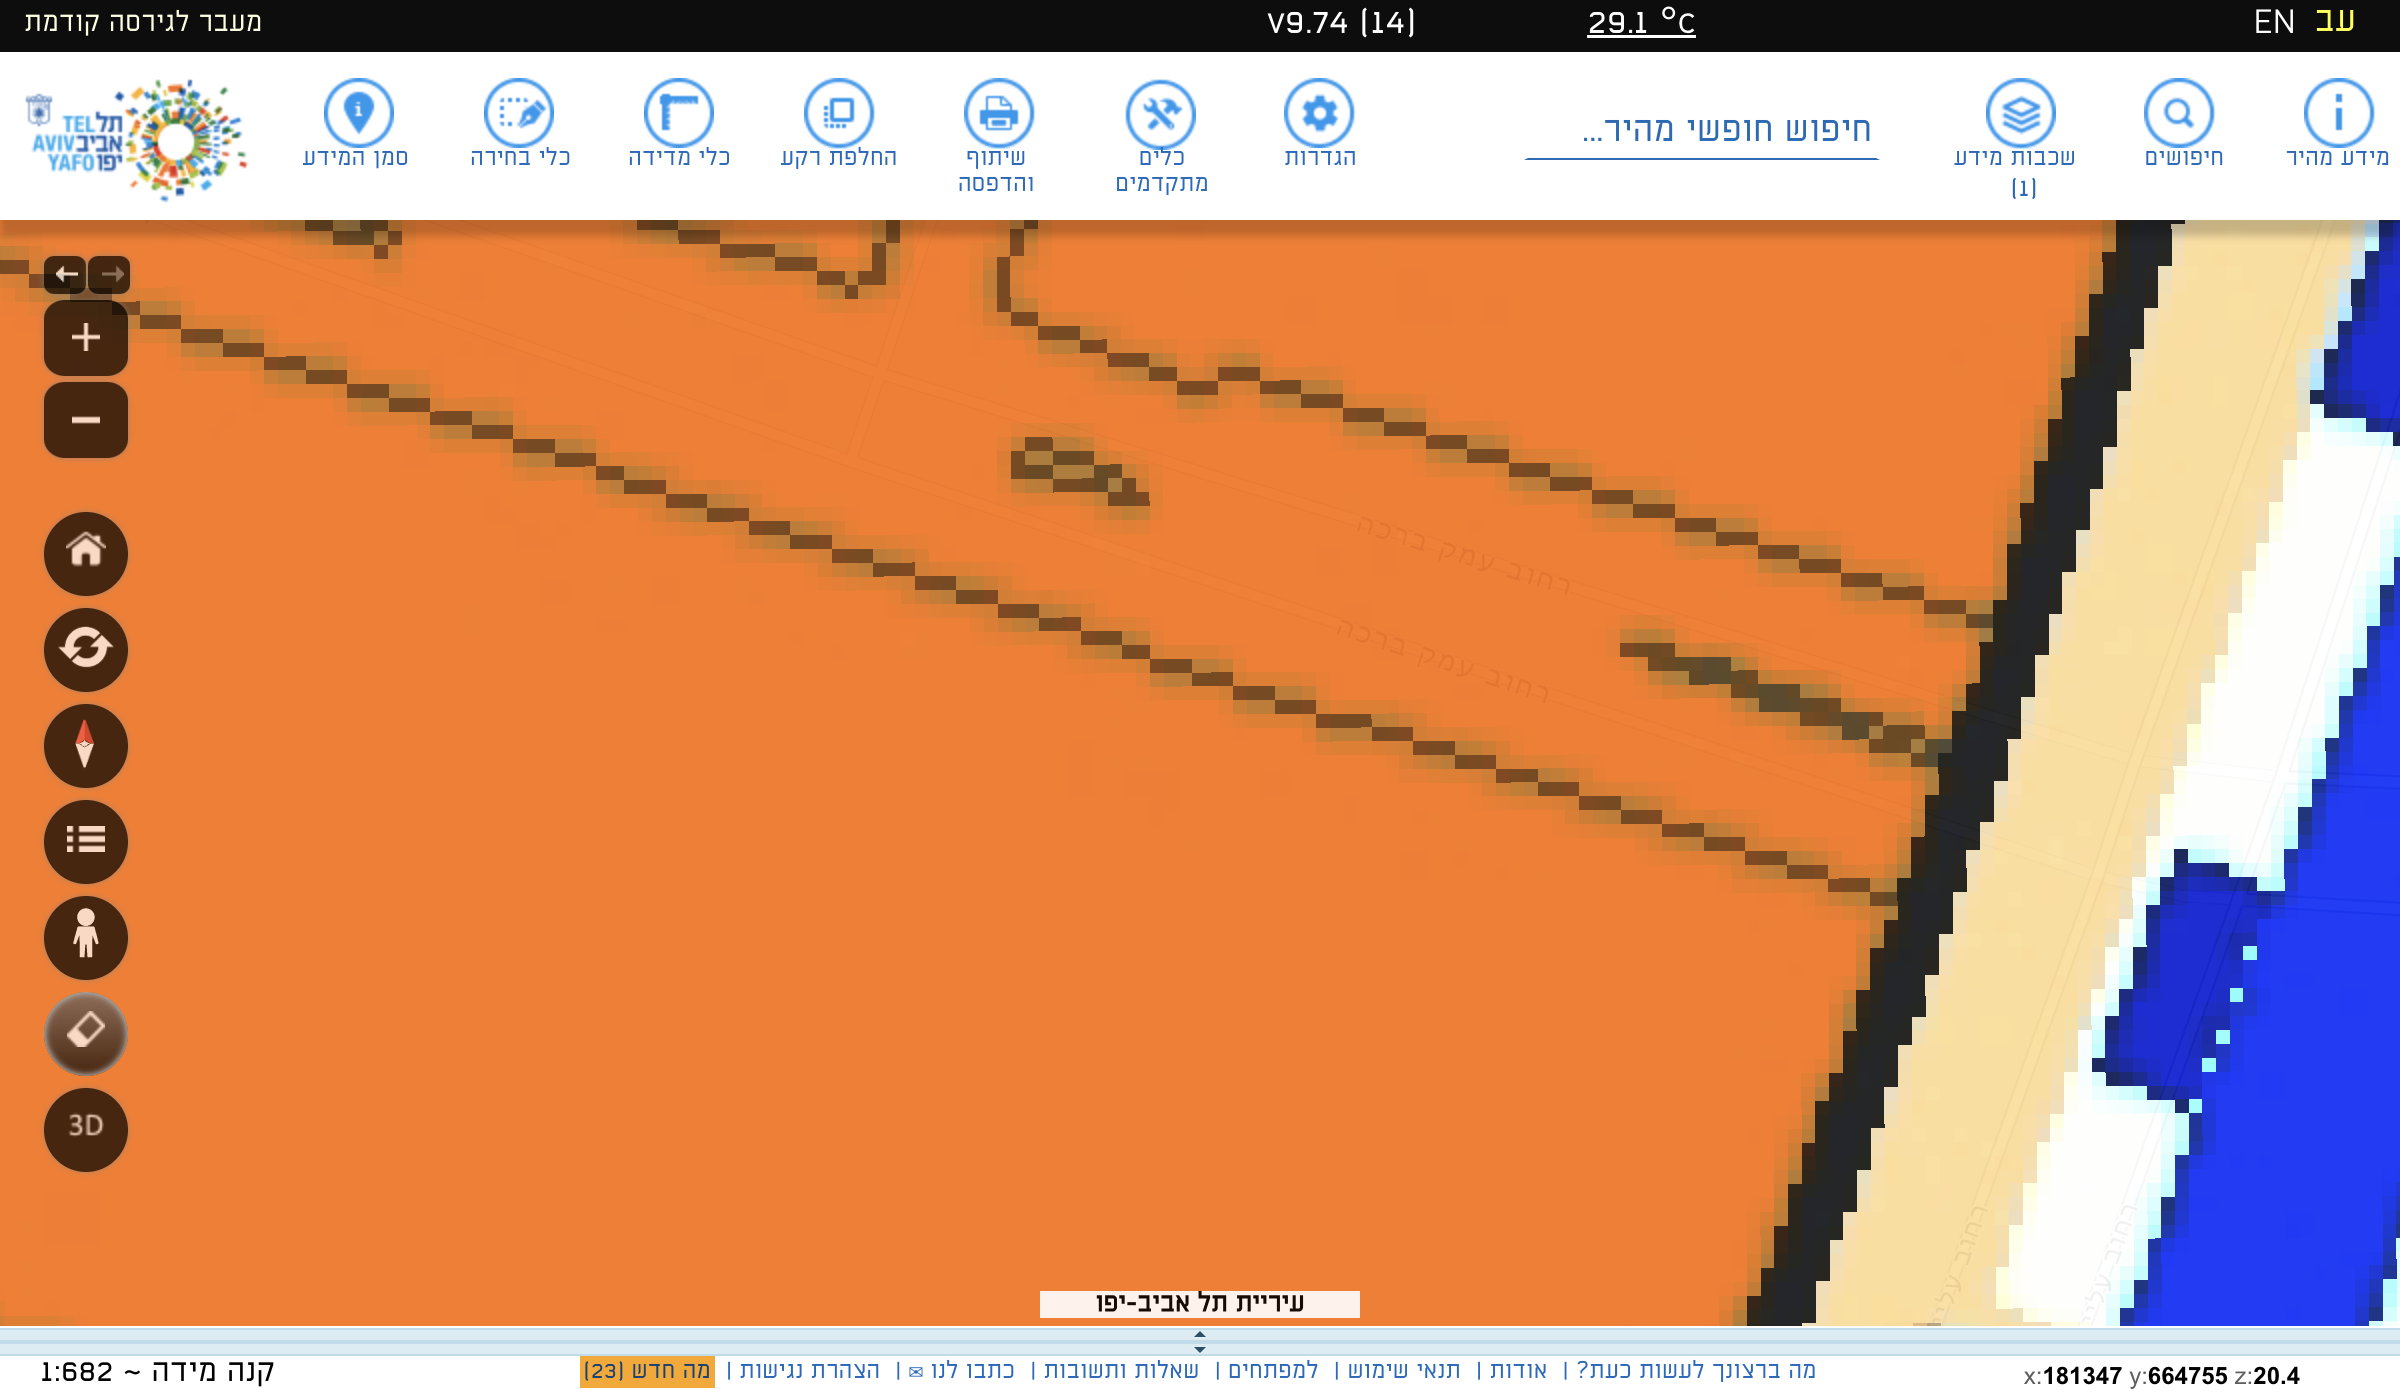 עב EN 29.1 °C V9.74 (14) מעבר לגירסה קודמת
מידע מהיר
חיפושים
שכבות מידע
(1)
חיפוש חופשי מהיר...
הגדרות
כלים
מתקדמים
שיתוף
והדפסה
החלפת רקע
כלי מדידה
כלי בחירה
סמן המידע
תל אביב יפו
TEL AVIV YAFO
רחוב עמק ברכה
רחוב עמק ברכה
3D
עיריית תל אביב-יפו
x:181347 y:664755 z:20.4
מה ברצונך לעשות כעת? | אודות | תנאי שימוש | למפתחים | שאלות ותשובות | כתבו לנו ✉ | הצהרת נגישות | מה חדש (23)
קנה מידה ~ 1:682